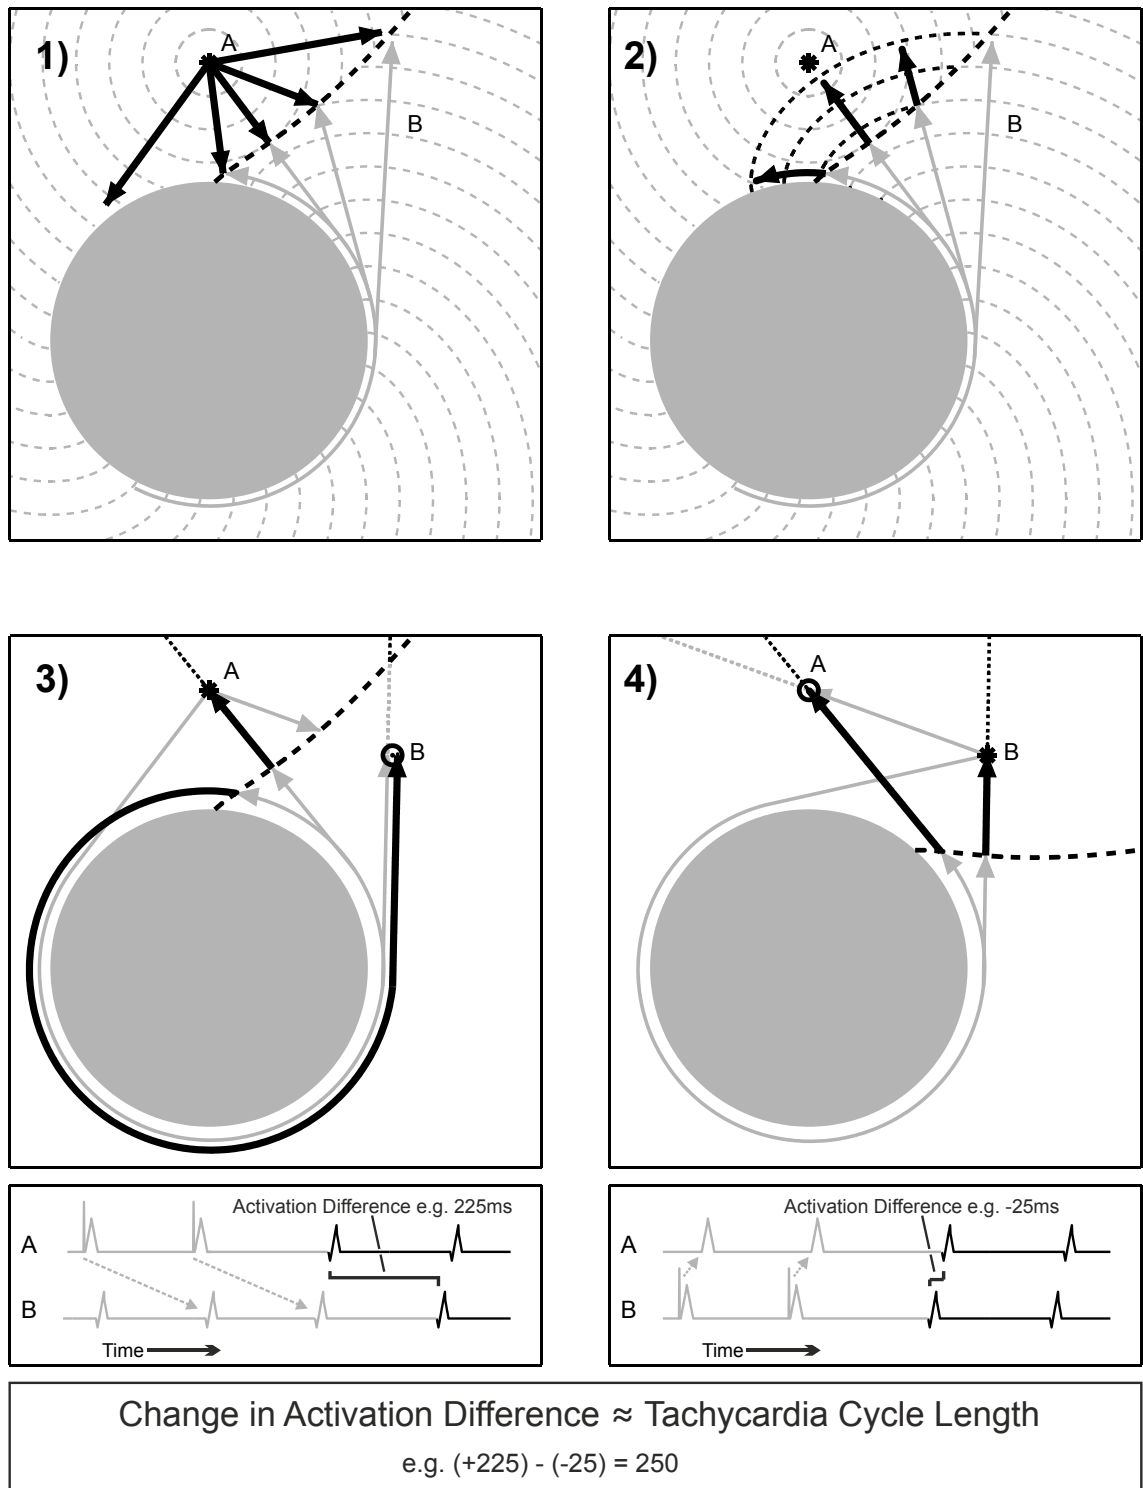 1)
A
B
2)
A
B
3)
A
B
4)
A
B
Activation Difference e.g. 225ms
A
B
Time
Activation Difference e.g. -25ms
A
B
Time
Change in Activation Difference ≈ Tachycardia Cycle Length
e.g. (+225) - (-25) = 250